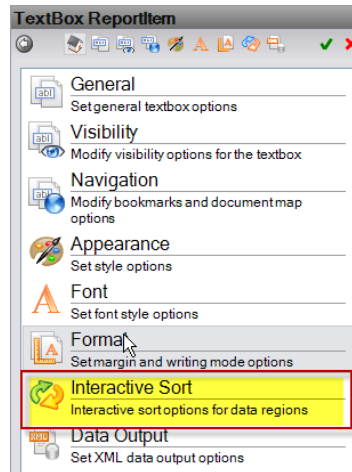 TextBox ReportItem
General
Set general textbox options
Visibility
Modify visibility options for the textbox
Navigation
Modify bookmarks and document map
options
Appearance
Set style options
Font
Set font style options
Format
Set margin and writing mode options
Interactive Sort
Interactive sort options for data regions
Data Output
Set XML data output options